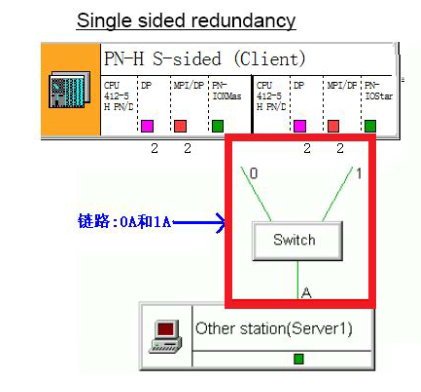 Single sided redundancy
PN-H S-sided (Client)
CPU 412-5 H PN/D
DP
MPI/DP
PN-IOXMas
CPU 412-5 H PN/D
DP
MPI/DP
PN-IOStar
2 2 2 2
0 1
链路:0A和1A
Switch
A
Other station(Server1)